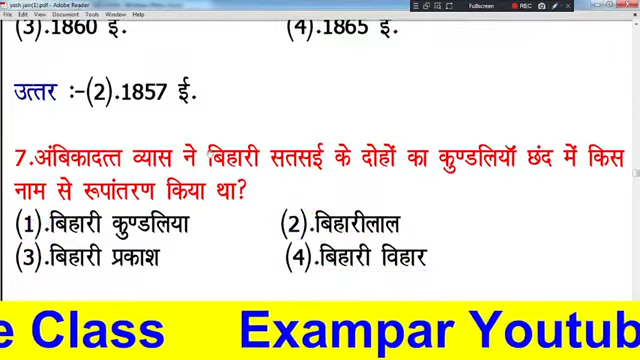 yash jain(1).pdf - Adobe Reader
File Edit View Document Tools Window Help
Fullscreen REC
(3).1860 ई. (4).1865 ई.
उत्तर :-(2).1857 ई.
7.अंबिकादत्त व्यास ने बिहारी सतसई के दोहों का कुण्डलियॉ छंद में किस
नाम से रूपांतरण किया था?
(1).बिहारी कुण्डलिया (2).बिहारीलाल
(3).बिहारी प्रकाश (4).बिहारी विहार
e Class Exampar Youtub